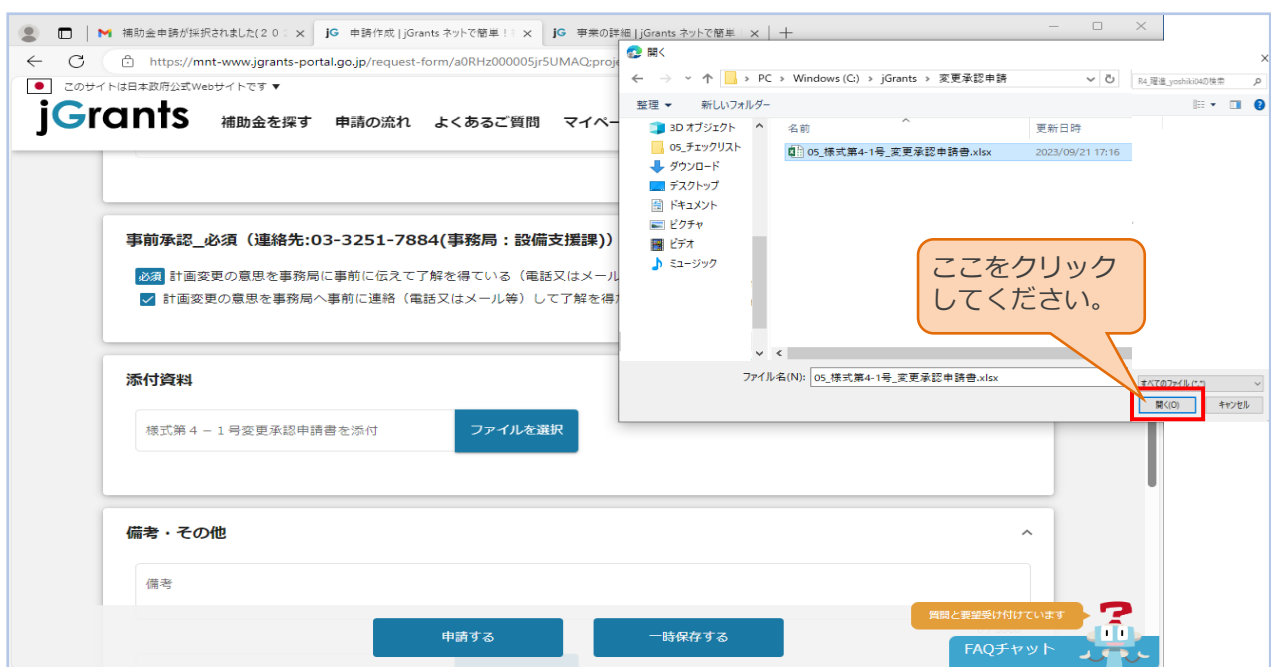 補助金申請が採択されました(２０
jG 申請作成 | jGrants ネットで簡単！
jG 事業の詳細 | jGrants ネットで簡単
https://mnt-www.jgrants-portal.go.jp/request-form/a0RHz000005jr5UMAQ;proje
このサイトは日本政府公式Webサイトです ▼
jGrants
補助金を探す 申請の流れ よくあるご質問 マイペー
事前承認_必須（連絡先:03-3251-7884(事務局：設備支援課)）
必須 計画変更の意思を事務局に事前に伝えて了解を得ている（電話又はメール
計画変更の意思を事務局へ事前に連絡（電話又はメール等）して了解を得
添付資料
様式第４－１号変更承認申請書を添付
ファイルを選択
備考・その他
備考
申請する
一時保存する
質問と要望受け付けています
FAQチャット
開く
PC › Windows (C:) › jGrants › 変更承認申請
整理 ▼ 新しいフォルダー
3D オブジェクト
05_チェックリスト
ダウンロード
デスクトップ
ドキュメント
ピクチャ
ビデオ
ミュージック
名前
更新日時
05_様式第4-1号_変更承認申請書.xlsx
2023/09/21 17:16
ここをクリック
してください。
ファイル名(N): 05_様式第4-1号_変更承認申請書.xlsx
すべてのファイル (*.*)
開く(O)
キャンセル